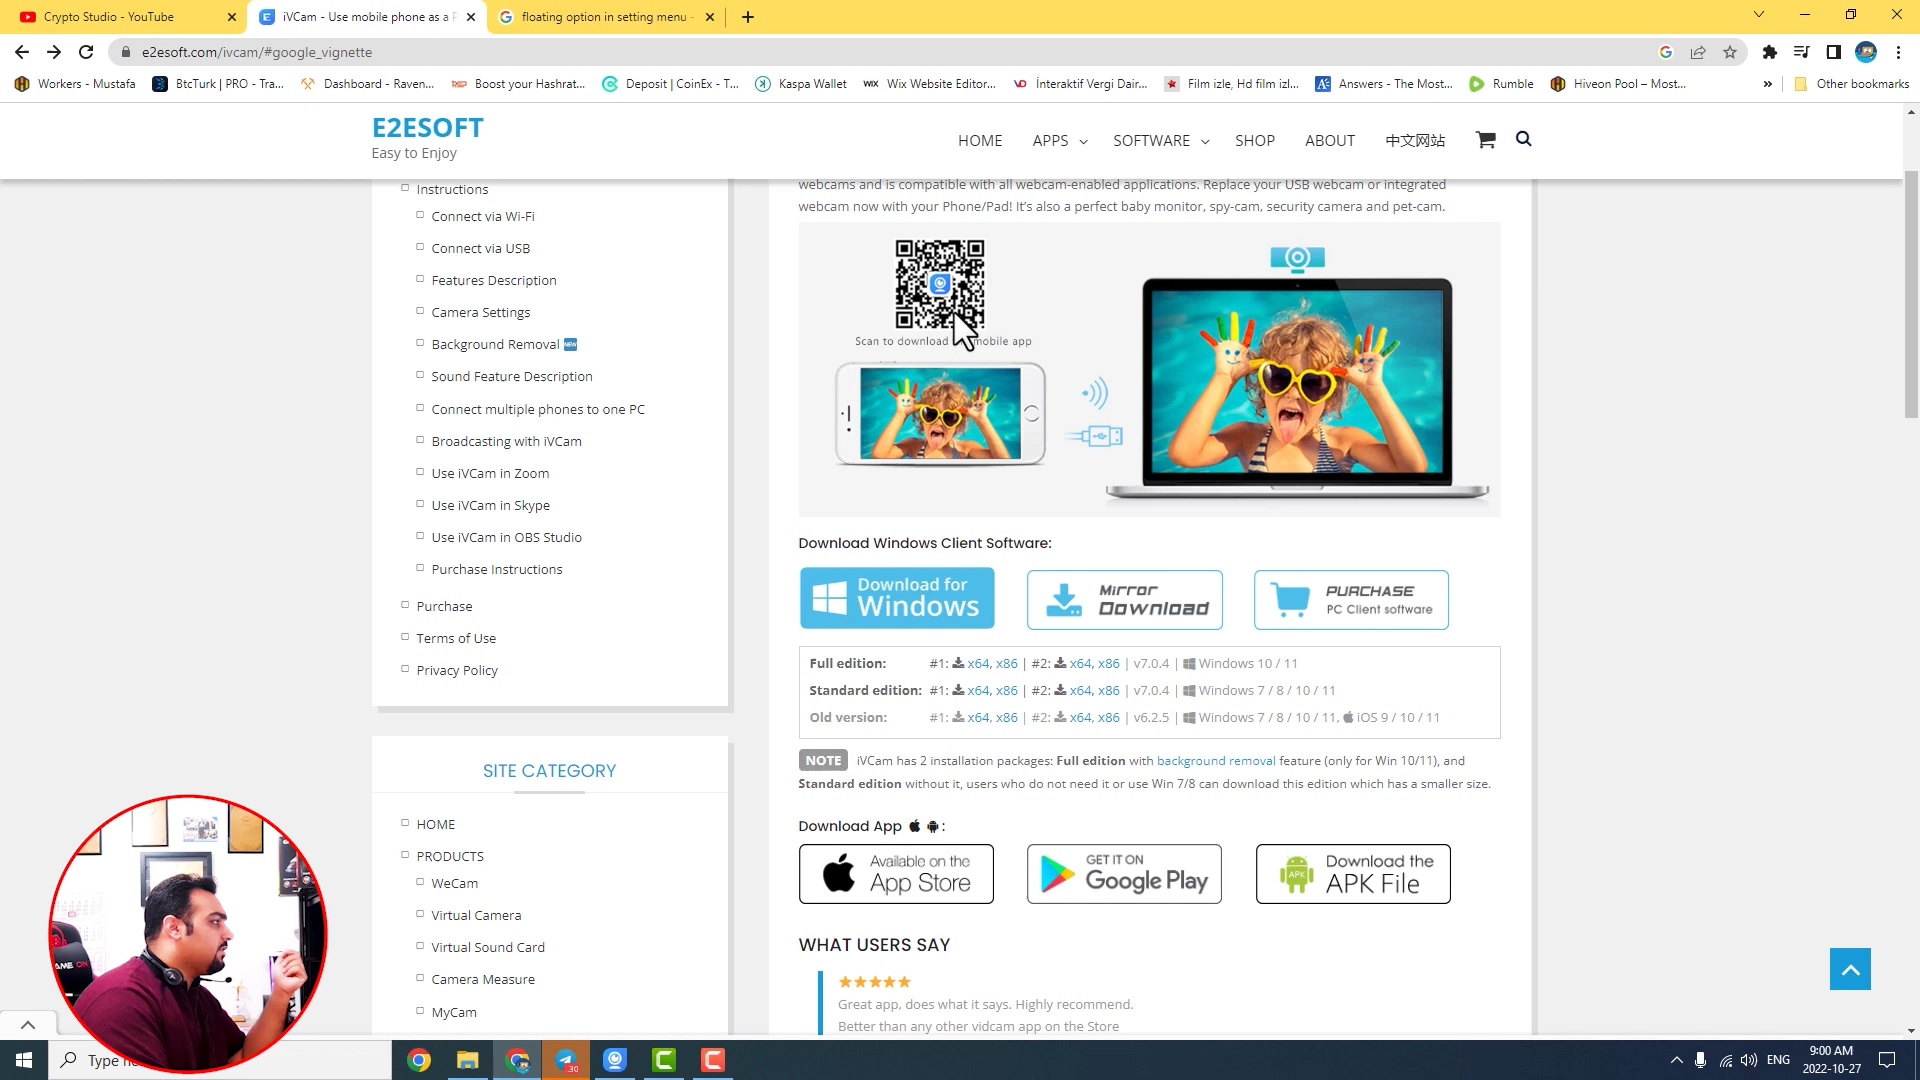 Crypto Studio - YouTube
iVCam - Use mobile phone as a P
floating option in setting menu -
e2esoft.com/ivcam/#google_vignette
Workers - Mustafa
BtcTurk | PRO - Tra...
Dashboard - Raven...
Boost your Hashrat...
Deposit | CoinEx - T...
Kaspa Wallet
WIX Wix Website Editor...
İnteraktif Vergi Dair...
Film izle, Hd film izl...
Answers - The Most...
Rumble
Hiveon Pool – Most...
»
Other bookmarks
E2ESOFT
Easy to Enjoy
HOME
APPS
SOFTWARE
SHOP
ABOUT
中文网站
Instructions
Connect via Wi-Fi
Connect via USB
Features Description
Camera Settings
Background Removal NEW
Sound Feature Description
Connect multiple phones to one PC
Broadcasting with iVCam
Use iVCam in Zoom
Use iVCam in Skype
Use iVCam in OBS Studio
Purchase Instructions
Purchase
Terms of Use
Privacy Policy
SITE CATEGORY
HOME
PRODUCTS
WeCam
Virtual Camera
Virtual Sound Card
Camera Measure
MyCam
webcams and is compatible with all webcam-enabled applications. Replace your USB webcam or integrated
webcam now with your Phone/Pad! It’s also a perfect baby monitor, spy-cam, security camera and pet-cam.
Scan to download mobile app
Download Windows Client Software:
Download for
Windows
Mirror
Download
PURCHASE
PC Client software
Full edition: #1: x64, x86 | #2: x64, x86 | v7.0.4 | Windows 10 / 11
Standard edition: #1: x64, x86 | #2: x64, x86 | v7.0.4 | Windows 7 / 8 / 10 / 11
Old version: #1: x64, x86 | #2: x64, x86 | v6.2.5 | Windows 7 / 8 / 10 / 11, iOS 9 / 10 / 11
NOTE iVCam has 2 installation packages: Full edition with background removal feature (only for Win 10/11), and
Standard edition without it, users who do not need it or use Win 7/8 can download this edition which has a smaller size.
Download App :
Available on the
App Store
GET IT ON
Google Play
APK
Download the
APK File
WHAT USERS SAY
Great app, does what it says. Highly recommend.
Better than any other vidcam app on the Store
GAME ON
Type he
30
ENG
9:00 AM
2022-10-27